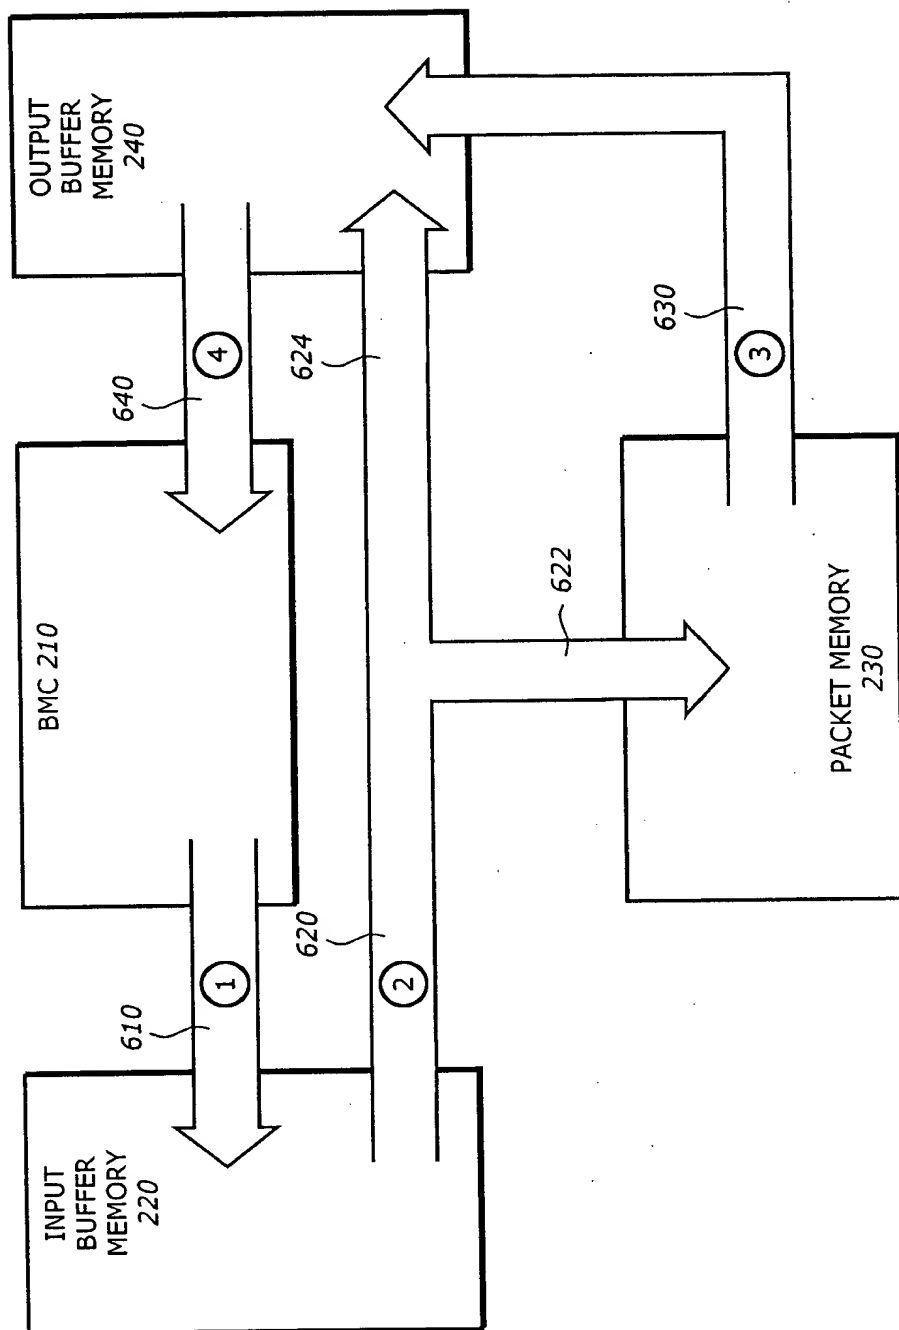 INPUT
BUFFER
MEMORY
220
610
1
BMC 210
640
4
OUTPUT
BUFFER
MEMORY
240
620
2
624
622
PACKET MEMORY
230
630
3